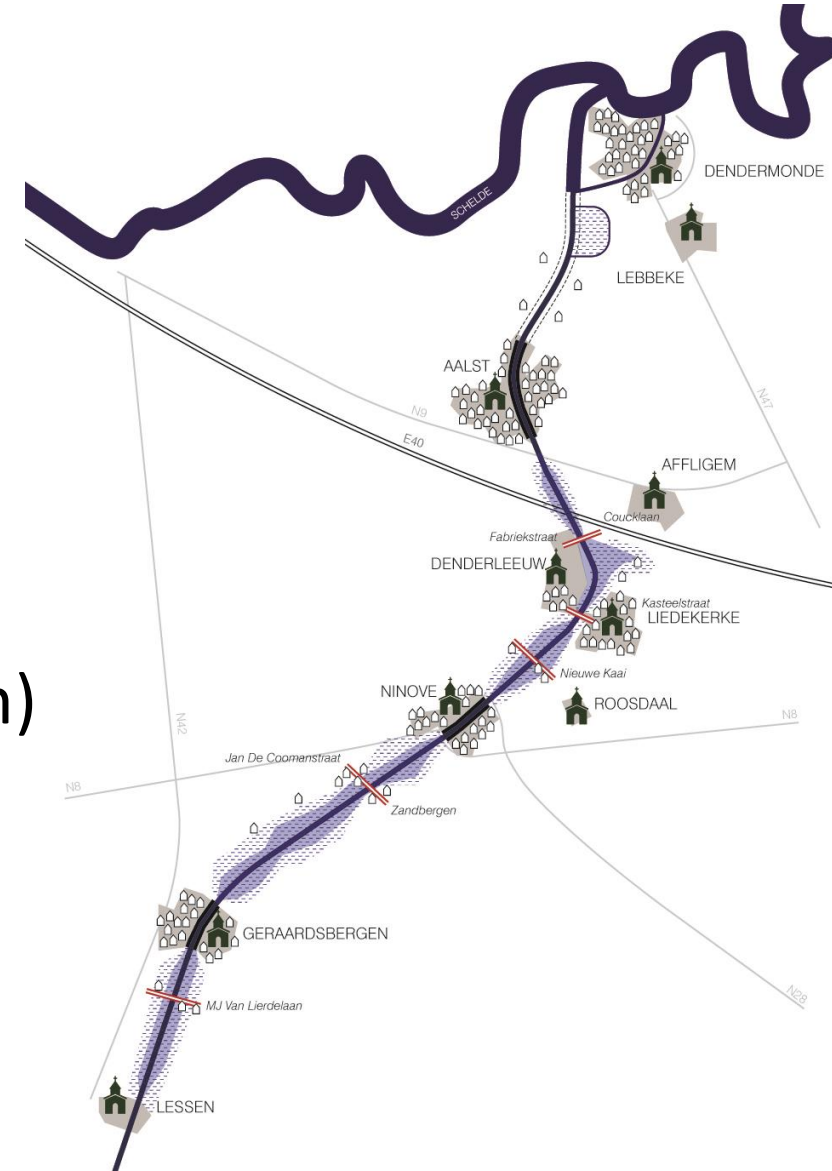 DENDERMONDE
SCHELDE
LEBBEKE
AALST
N9
N47
E40
AFFLIGEM
Coucklaan
Fabriekstraat
DENDERLEEUW
Kasteelstraat
LIEDEKERKE
n)
Nieuwe Kaai
NINOVE
ROOSDAAL
N42
N8
Jan De Coomanstraat
N8
Zandbergen
GERAARDSBERGEN
N28
MJ Van Lierdelaan
LESSEN